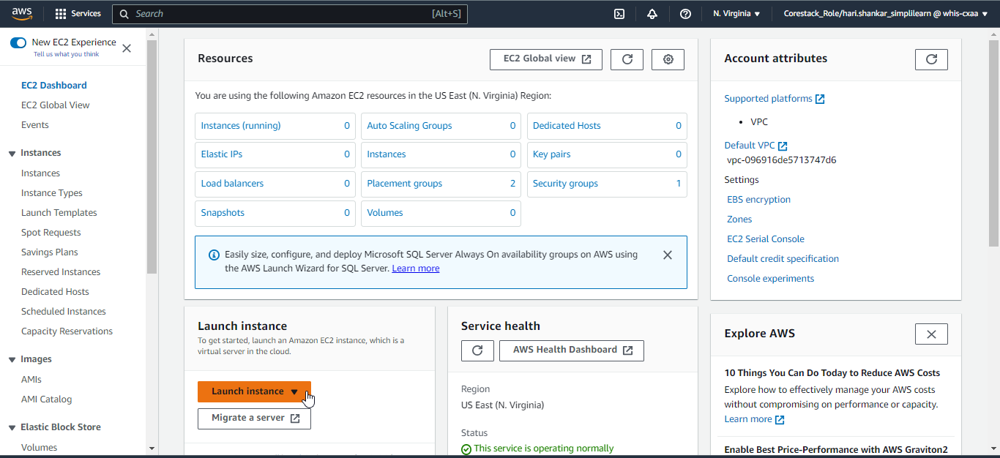 aws
Services
Search
[Alt+S]
N. Virginia
Corestack_Role/hari.shankar_simplilearn @ whis-cxaa
New EC2 Experience
Tell us what you think
EC2 Dashboard
EC2 Global View
Events
Instances
Instances
Instance Types
Launch Templates
Spot Requests
Savings Plans
Reserved Instances
Dedicated Hosts
Scheduled Instances
Capacity Reservations
Images
AMIs
AMI Catalog
Elastic Block Store
Volumes
Resources
EC2 Global view
You are using the following Amazon EC2 resources in the US East (N. Virginia) Region:
Instances (running) 0
Auto Scaling Groups 0
Dedicated Hosts 0
Elastic IPs 0
Instances 0
Key pairs 0
Load balancers 0
Placement groups 2
Security groups 1
Snapshots 0
Volumes 0
Easily size, configure, and deploy Microsoft SQL Server Always On availability groups on AWS using
the AWS Launch Wizard for SQL Server. Learn more
Launch instance
To get started, launch an Amazon EC2 instance, which is a
virtual server in the cloud.
Launch instance
Migrate a server
Service health
AWS Health Dashboard
Region
US East (N. Virginia)
Status
This service is operating normally
Account attributes
Supported platforms
• VPC
Default VPC
vpc-096916de5713747d6
Settings
EBS encryption
Zones
EC2 Serial Console
Default credit specification
Console experiments
Explore AWS
10 Things You Can Do Today to Reduce AWS Costs
Explore how to effectively manage your AWS costs
without compromising on performance or capacity.
Learn more
Enable Best Price-Performance with AWS Graviton2